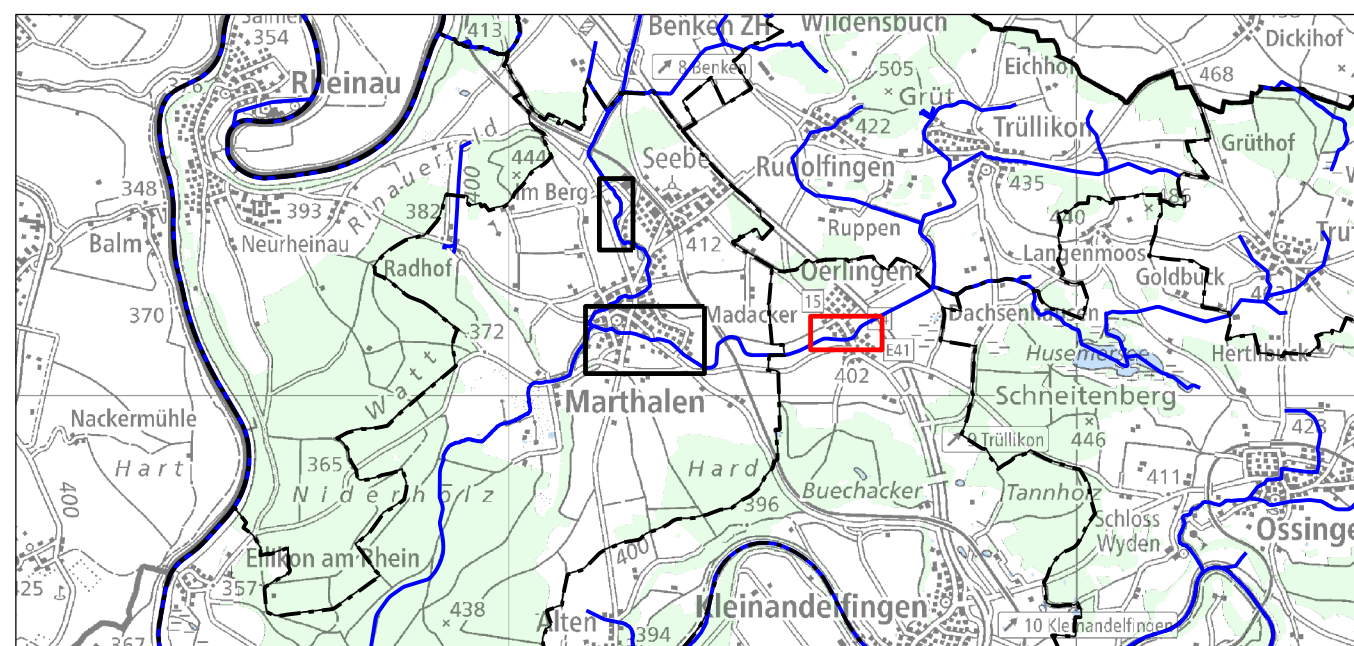 413
Benken ZH
Wildensbuch
Dickihof
354
Rheinau
8 Benken
505
Eichhof
468
Grüt
422
Trüllikon
Grüthof
Rinauerfeld
444
400
Seebe
Rudolfingen
348
382
im Berg
435
393
440
Balm
Neurheinau
412
Ruppen
Langenmoos
Radhof
Oerlingen
Goldbuck
15
370
Madacker
Dachsenhausen
372
E41
Husemersee
Watt
402
Schneitenberg
Marthalen
Nackermühle
9 Trüllikon
446
Hart
365
Hard
411
Niderholz
Buechacker
Tannholz
400
396
Schloss
Wyden
Ossinge
400
Ellikon am Rhein
357
438
Kleinandelfingen
Alten
394
10 Kleinandelfingen
367